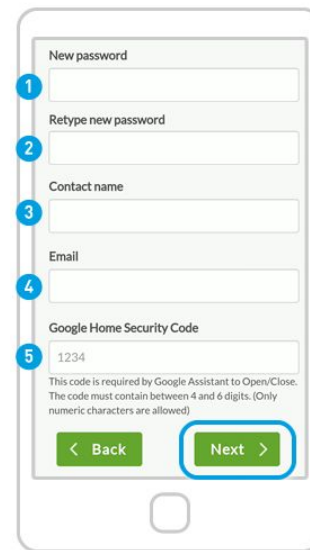 New password
1
Retype new password
2
Contact name
3
Email
4
Google Home Security Code
5 1234
This code is required by Google Assistant to Open/Close.
The code must contain between 4 and 6 digits. (Only
numeric characters are allowed)
< Back Next >